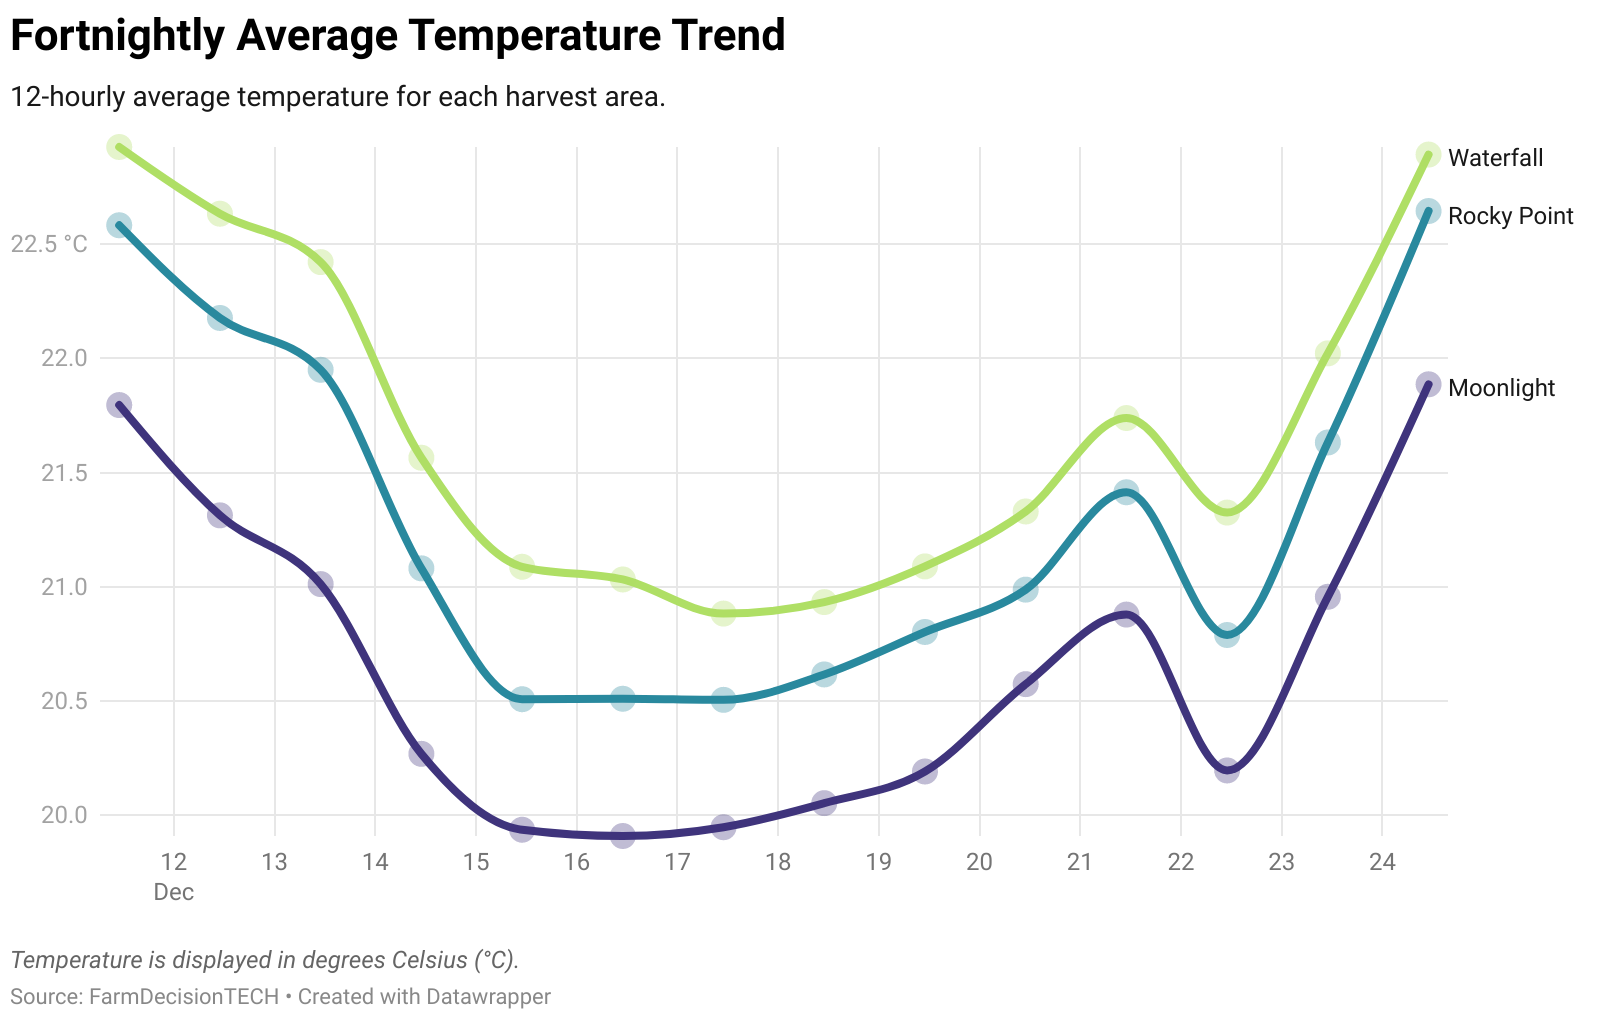 Fortnightly Average Temperature Trend
12-hourly average temperature for each harvest area.
Waterfall
Rocky Point
22.5 °C
22.0
Moonlight
21.5
21.0
20.5
20.0
12 13 14 15 16 17 18 19 20 21 22 23 24
Dec
Temperature is displayed in degrees Celsius (°C).
Source: FarmDecisionTECH • Created with Datawrapper